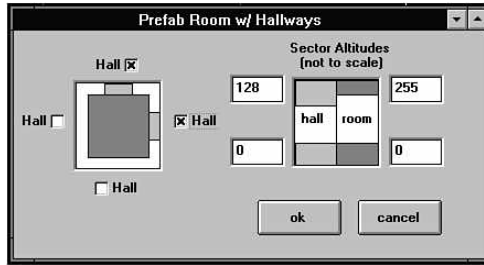 Prefab Room w/ Hallways
Sector Altitudes
(not to scale)
Hall
128
255
Hall
Hall
hall
room
0
0
Hall
ok
cancel